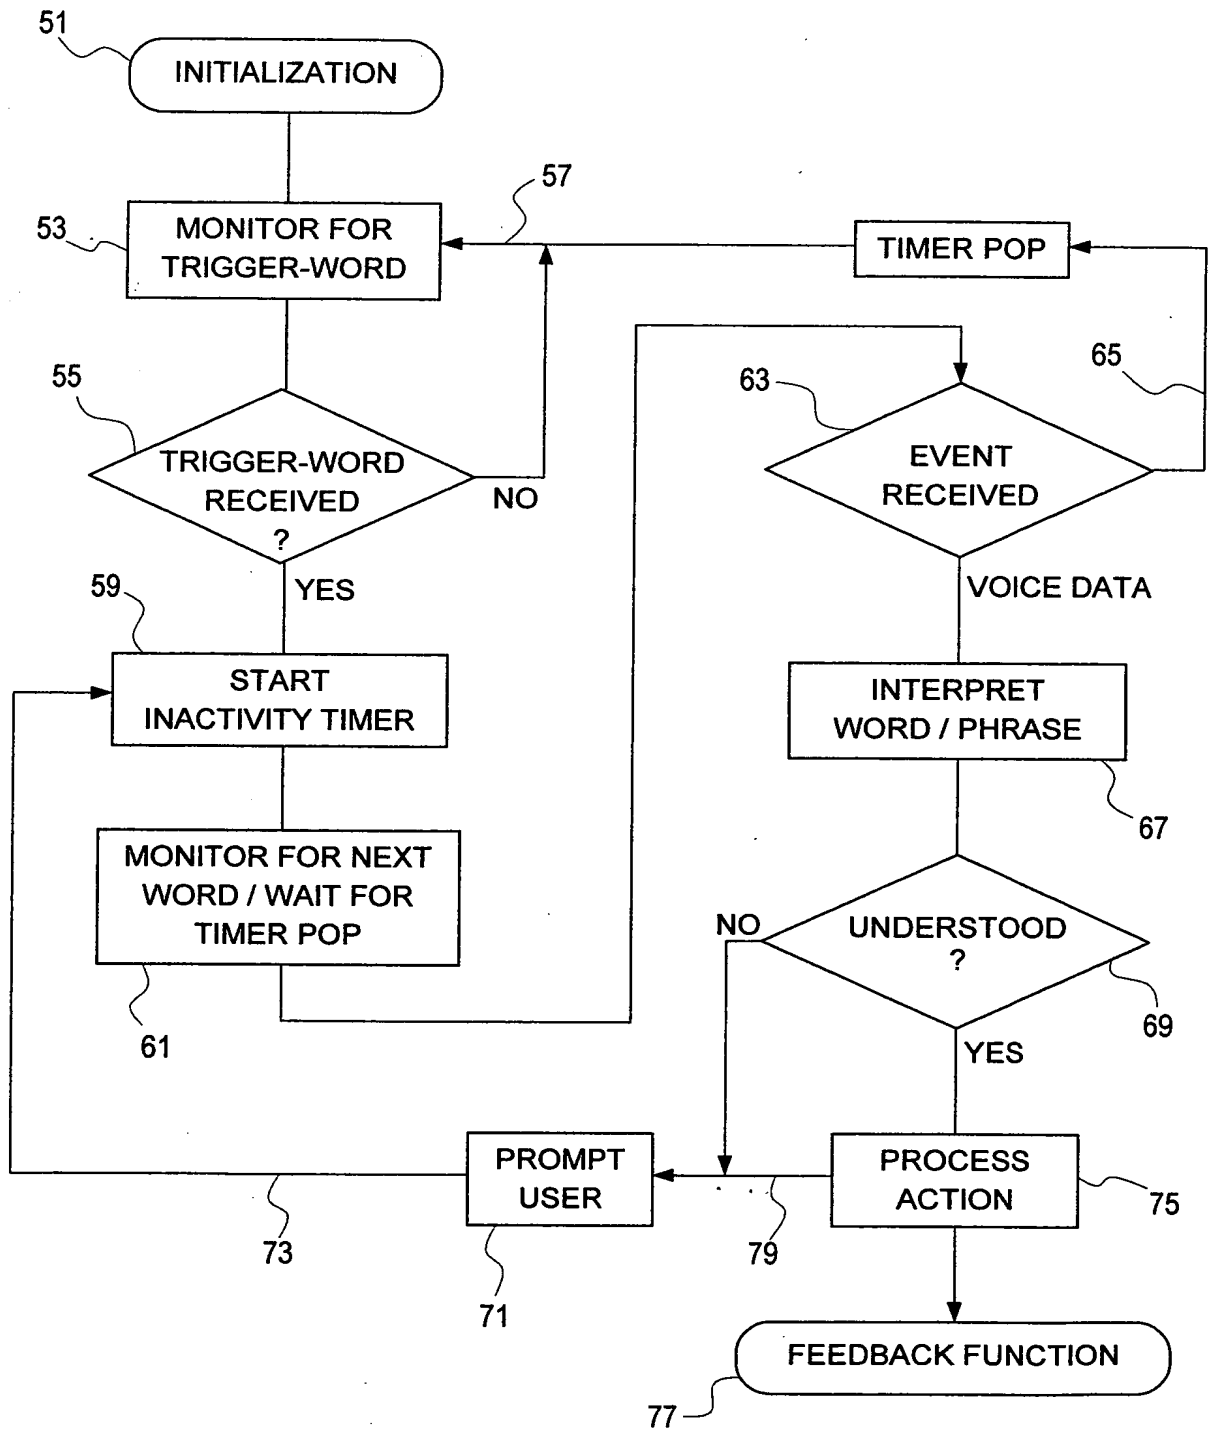 51
INITIALIZATION
57
53
MONITOR FOR
TRIGGER-WORD
TIMER POP
55
63
65
TRIGGER-WORD
RECEIVED
?
NO
EVENT
RECEIVED
YES
VOICE DATA
59
START
INACTIVITY TIMER
INTERPRET
WORD / PHRASE
67
MONITOR FOR NEXT
WORD / WAIT FOR
TIMER POP
61
NO
UNDERSTOOD
?
69
YES
PROMPT
USER
PROCESS
ACTION
75
73
79
71
FEEDBACK FUNCTION
77